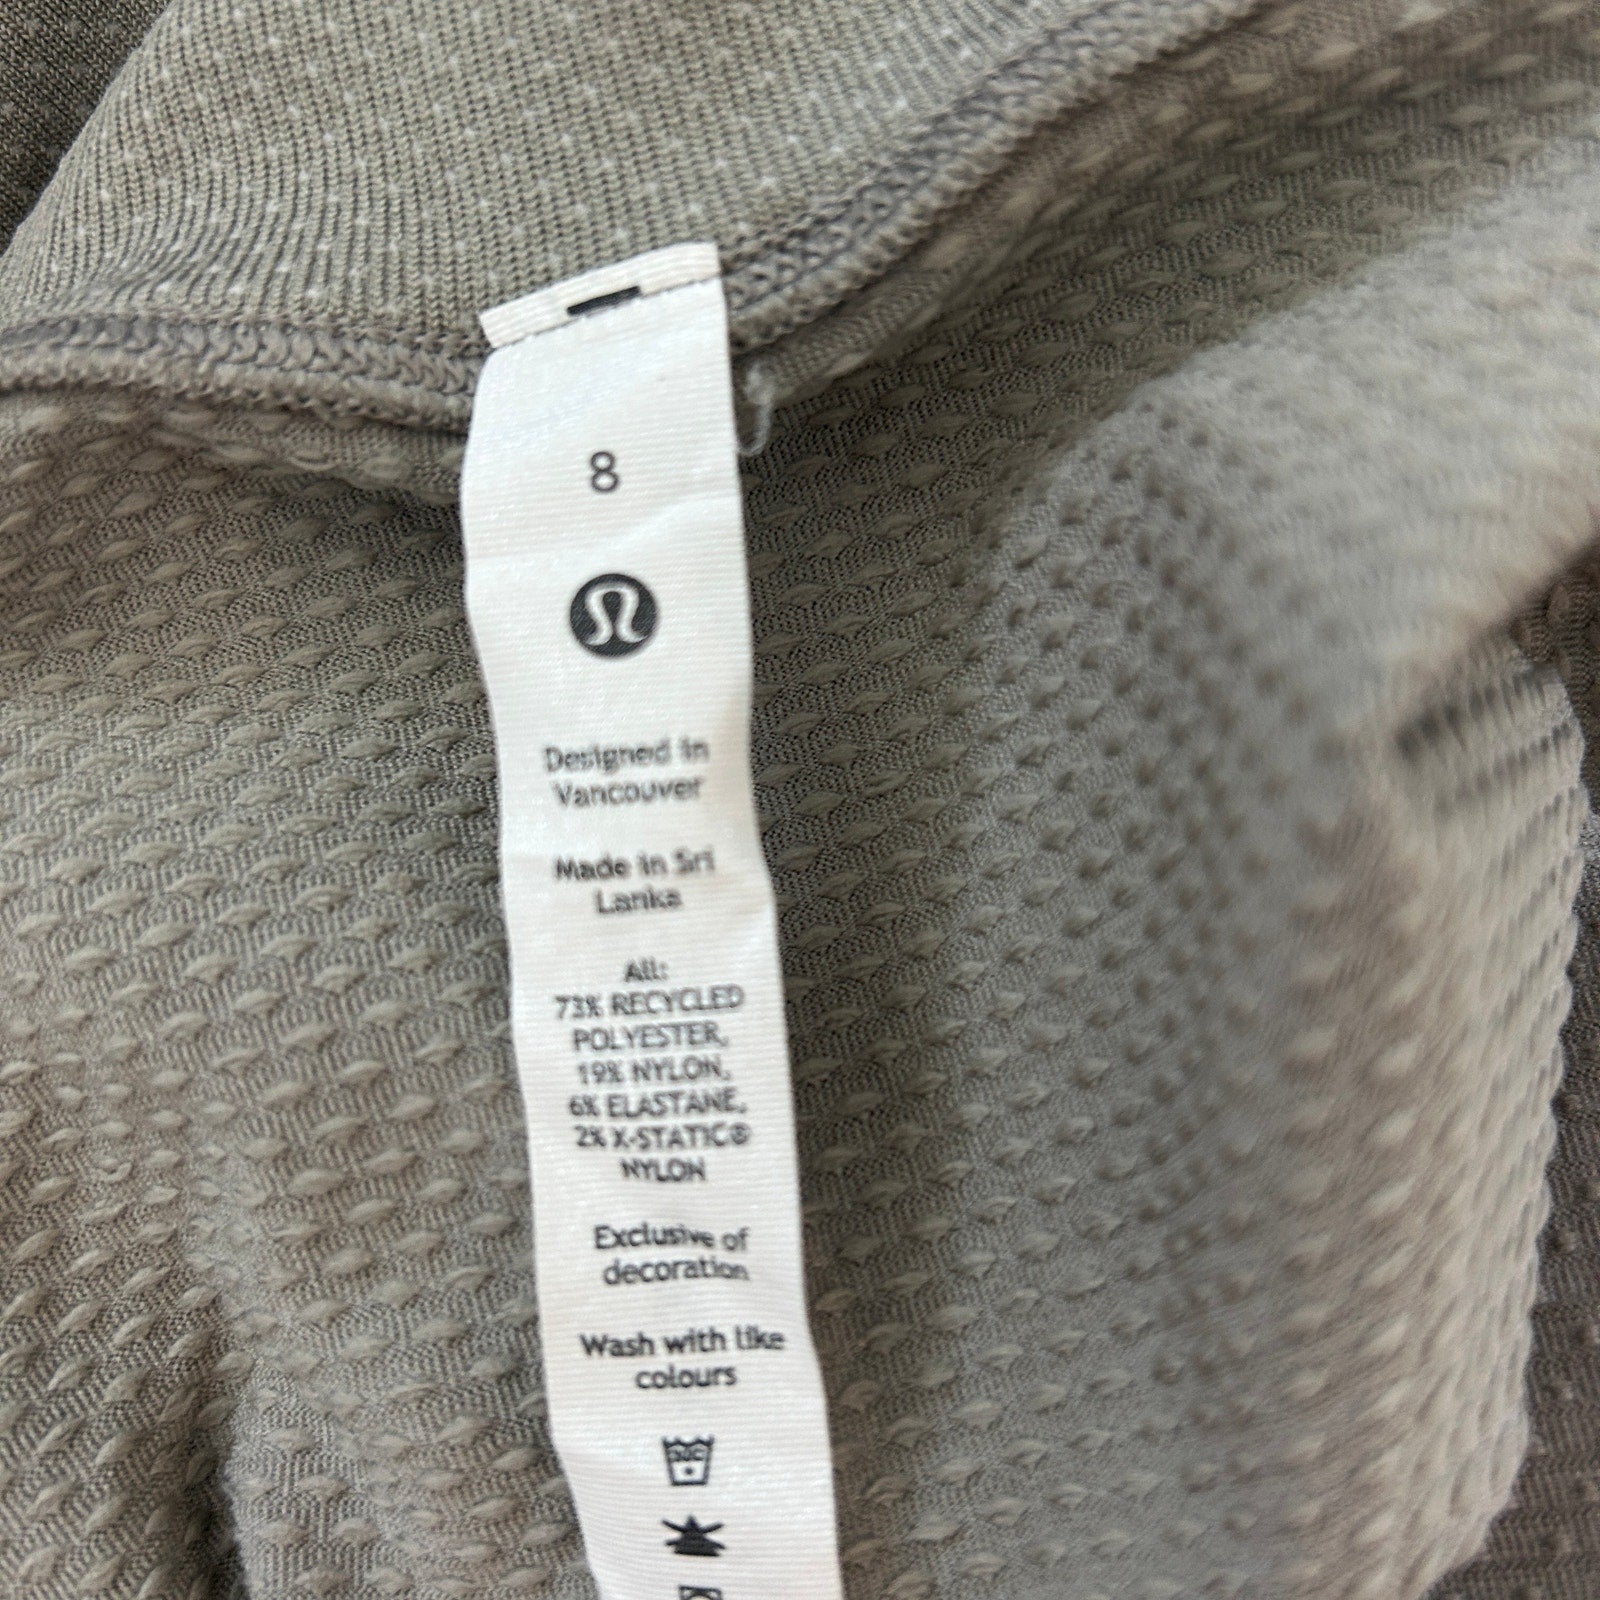 8
Designed in
Vancouver
Made in Sri
Lanka
All:
73% RECYCLED
POLYESTER,
19% NYLON,
6% ELASTANE,
2% X-STATIC®
NYLON
Exclusive of
decoration
Wash with like
colours
30C